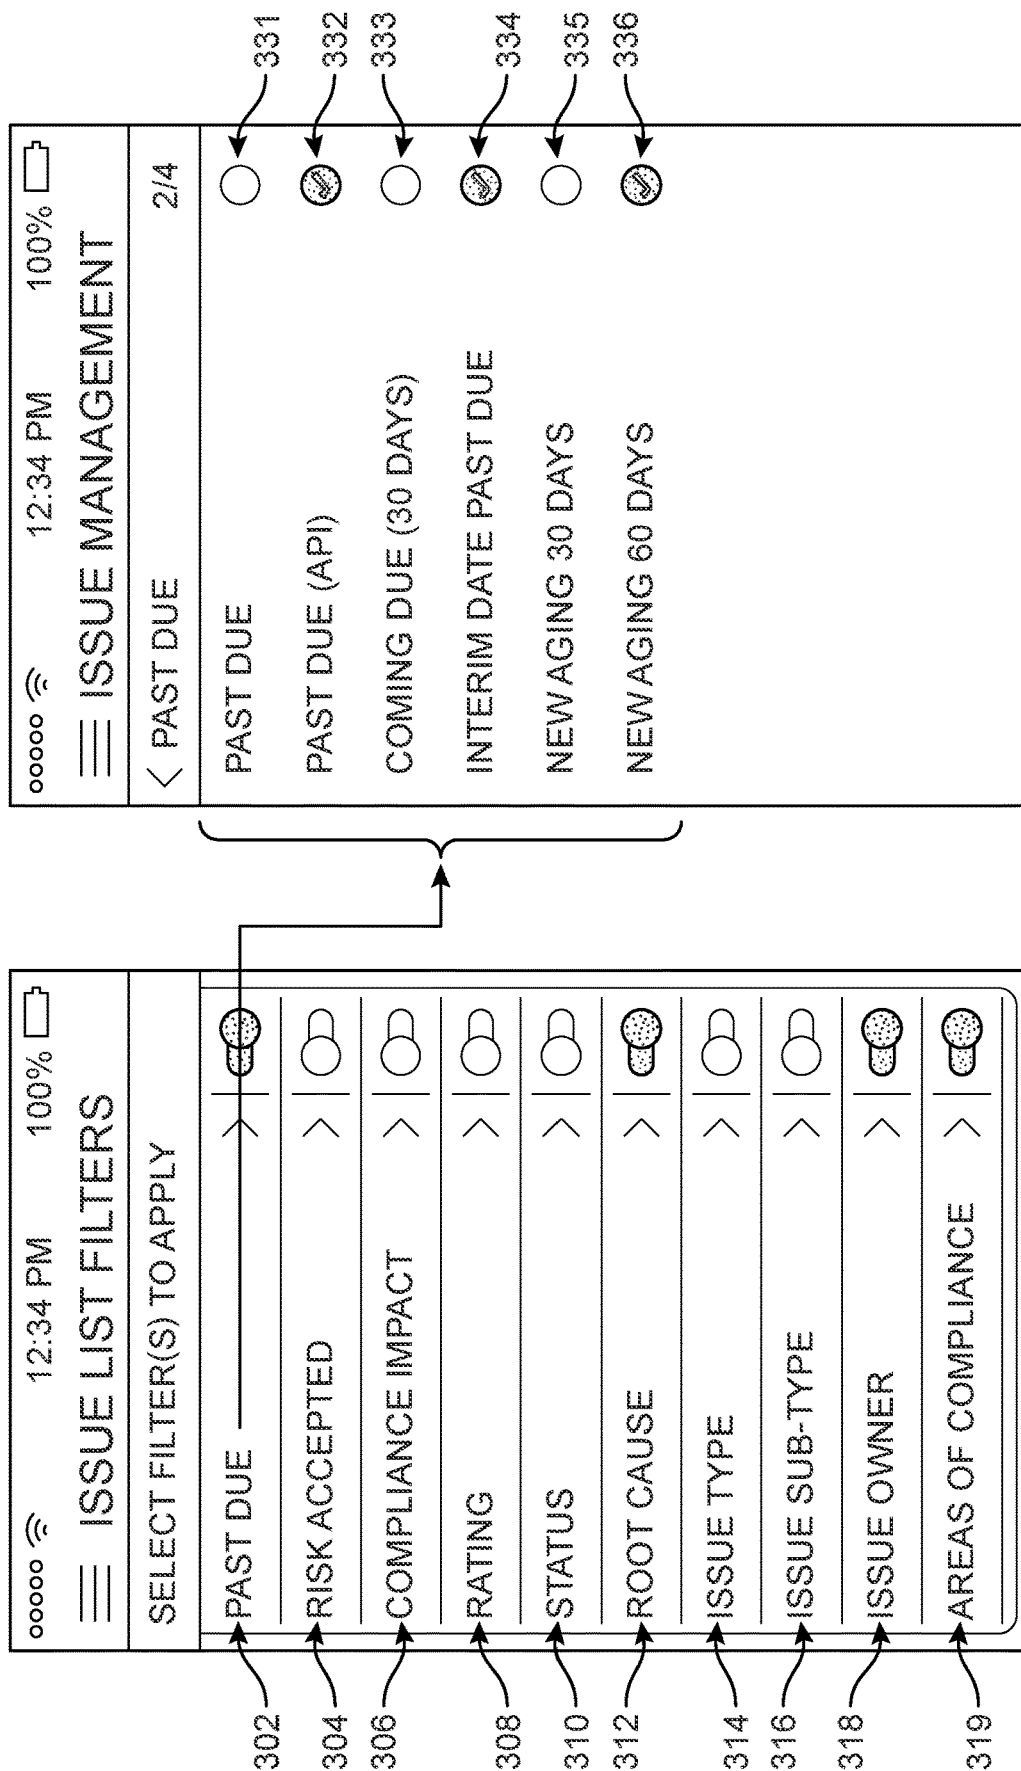 ooooo 12:34 PM 100%
ISSUE LIST FILTERS
SELECT FILTER(S) TO APPLY
302 PAST DUE >
304 RISK ACCEPTED >
306 COMPLIANCE IMPACT >
308 RATING >
310 STATUS >
312 ROOT CAUSE >
314 ISSUE TYPE >
316 ISSUE SUB-TYPE >
318 ISSUE OWNER >
319 AREAS OF COMPLIANCE >
ooooo 12:34 PM 100%
ISSUE MANAGEMENT
< PAST DUE 2/4
PAST DUE 331
PAST DUE (API) 332
COMING DUE (30 DAYS) 333
INTERIM DATE PAST DUE 334
NEW AGING 30 DAYS 335
NEW AGING 60 DAYS 336